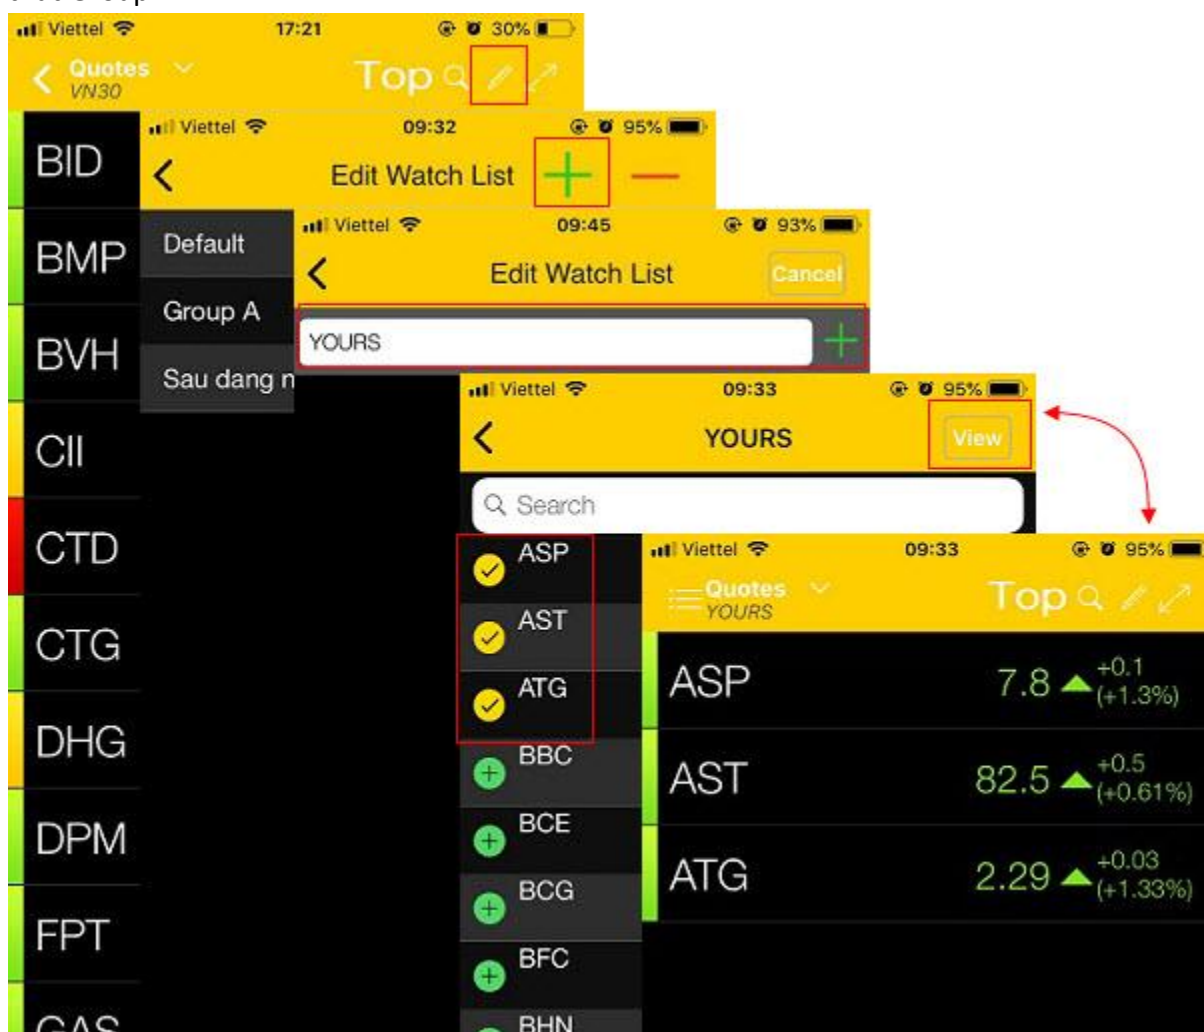 Viettel 17:21 30%
Quotes Top
VN30
BID
BMP
BVH
CII
CTD
CTG
DHG
DPM
FPT
GAS
Viettel 09:32 95%
Edit Watch List
Default
Group A
Sau dang n
Viettel 09:45 93%
Edit Watch List Cancel
YOURS
Viettel 09:33 95%
YOURS View
Search
ASP
AST
ATG
BBC
BCE
BCG
BFC
BHN
Viettel 09:33 95%
Quotes Top
YOURS
ASP 7.8 +0.1
(+1.3%)
AST 82.5 +0.5
(+0.61%)
ATG 2.29 +0.03
(+1.33%)